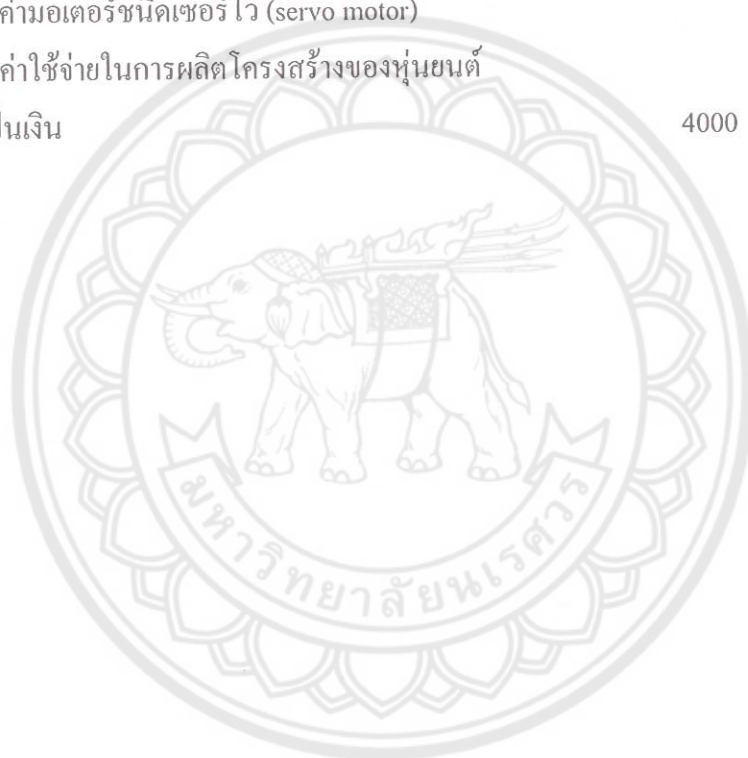 ค่ามอเตอร์ชนิดเซอร์โว (servo motor)
ค่าใช้จ่ายในการผลิตโครงสร้างของหุ่นยนต์
เป็นเงิน 4000
มหาวิทยาลัยนเรศวร